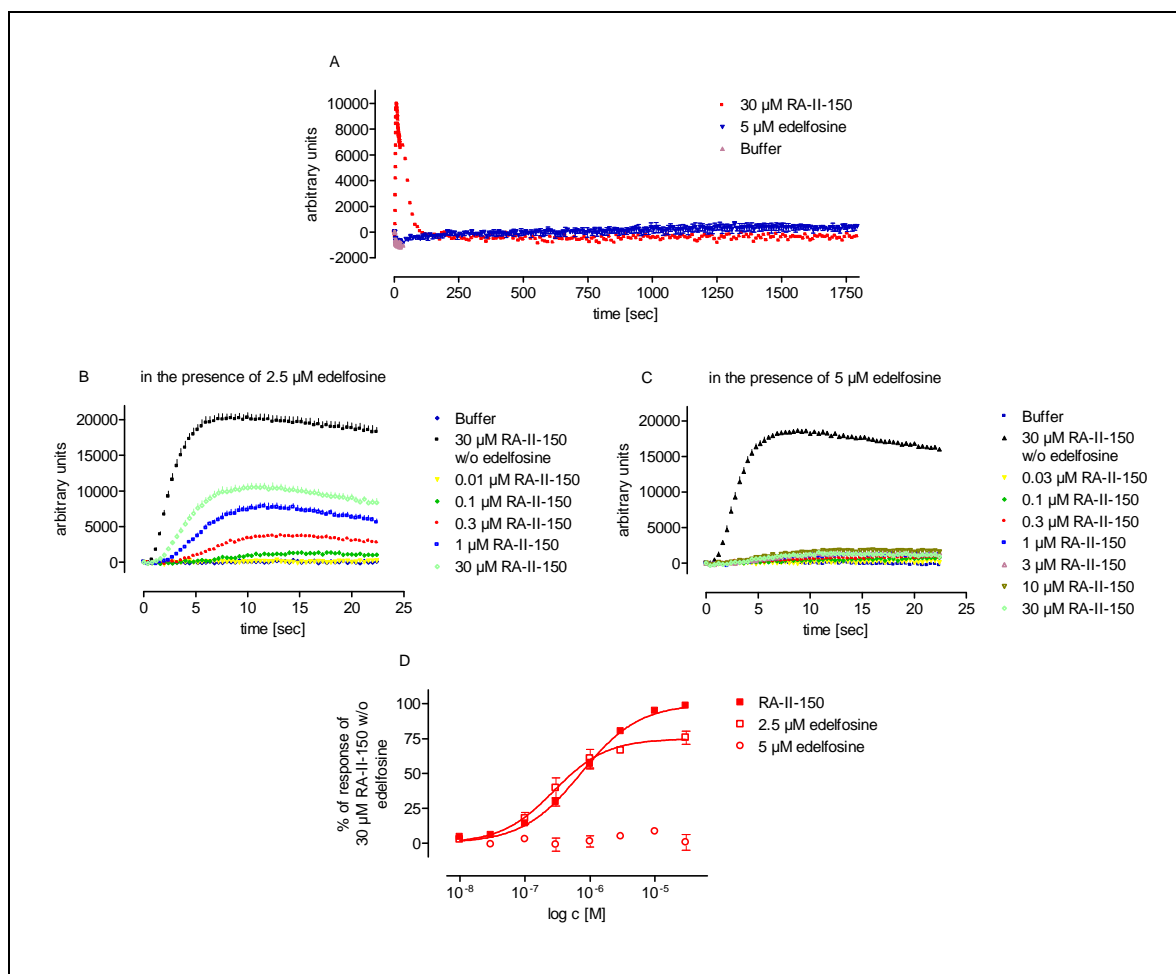 A
arbitrary units
10000
8000
6000
4000
2000
0
-2000
0 250 500 750 1000 1250 1500 1750
time [sec]
30 µM RA-II-150
5 µM edelfosine
Buffer
B in the presence of 2.5 µM edelfosine
arbitrary units
20000
15000
10000
5000
0
0 5 10 15 20 25
time [sec]
Buffer
30 µM RA-II-150
w/o edelfosine
0.01 µM RA-II-150
0.1 µM RA-II-150
0.3 µM RA-II-150
1 µM RA-II-150
30 µM RA-II-150
C in the presence of 5 µM edelfosine
arbitrary units
20000
15000
10000
5000
0
0 5 10 15 20 25
time [sec]
Buffer
30 µM RA-II-150
w/o edelfosine
0.03 µM RA-II-150
0.1 µM RA-II-150
0.3 µM RA-II-150
1 µM RA-II-150
3 µM RA-II-150
10 µM RA-II-150
30 µM RA-II-150
D
% of response of
30 µM RA-II-150 w/o
edelfosine
100
75
50
25
0
10⁻⁸ 10⁻⁷ 10⁻⁶ 10⁻⁵
log c [M]
RA-II-150
2.5 µM edelfosine
5 µM edelfosine